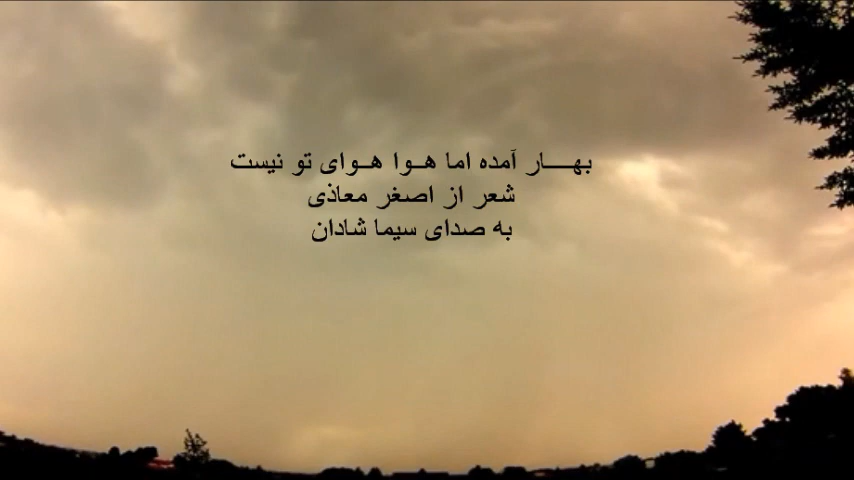 بهـــار آمده اما هـوا هـوای تو نیست
شعر از اصغر معاذی
به صدای سیما شادان